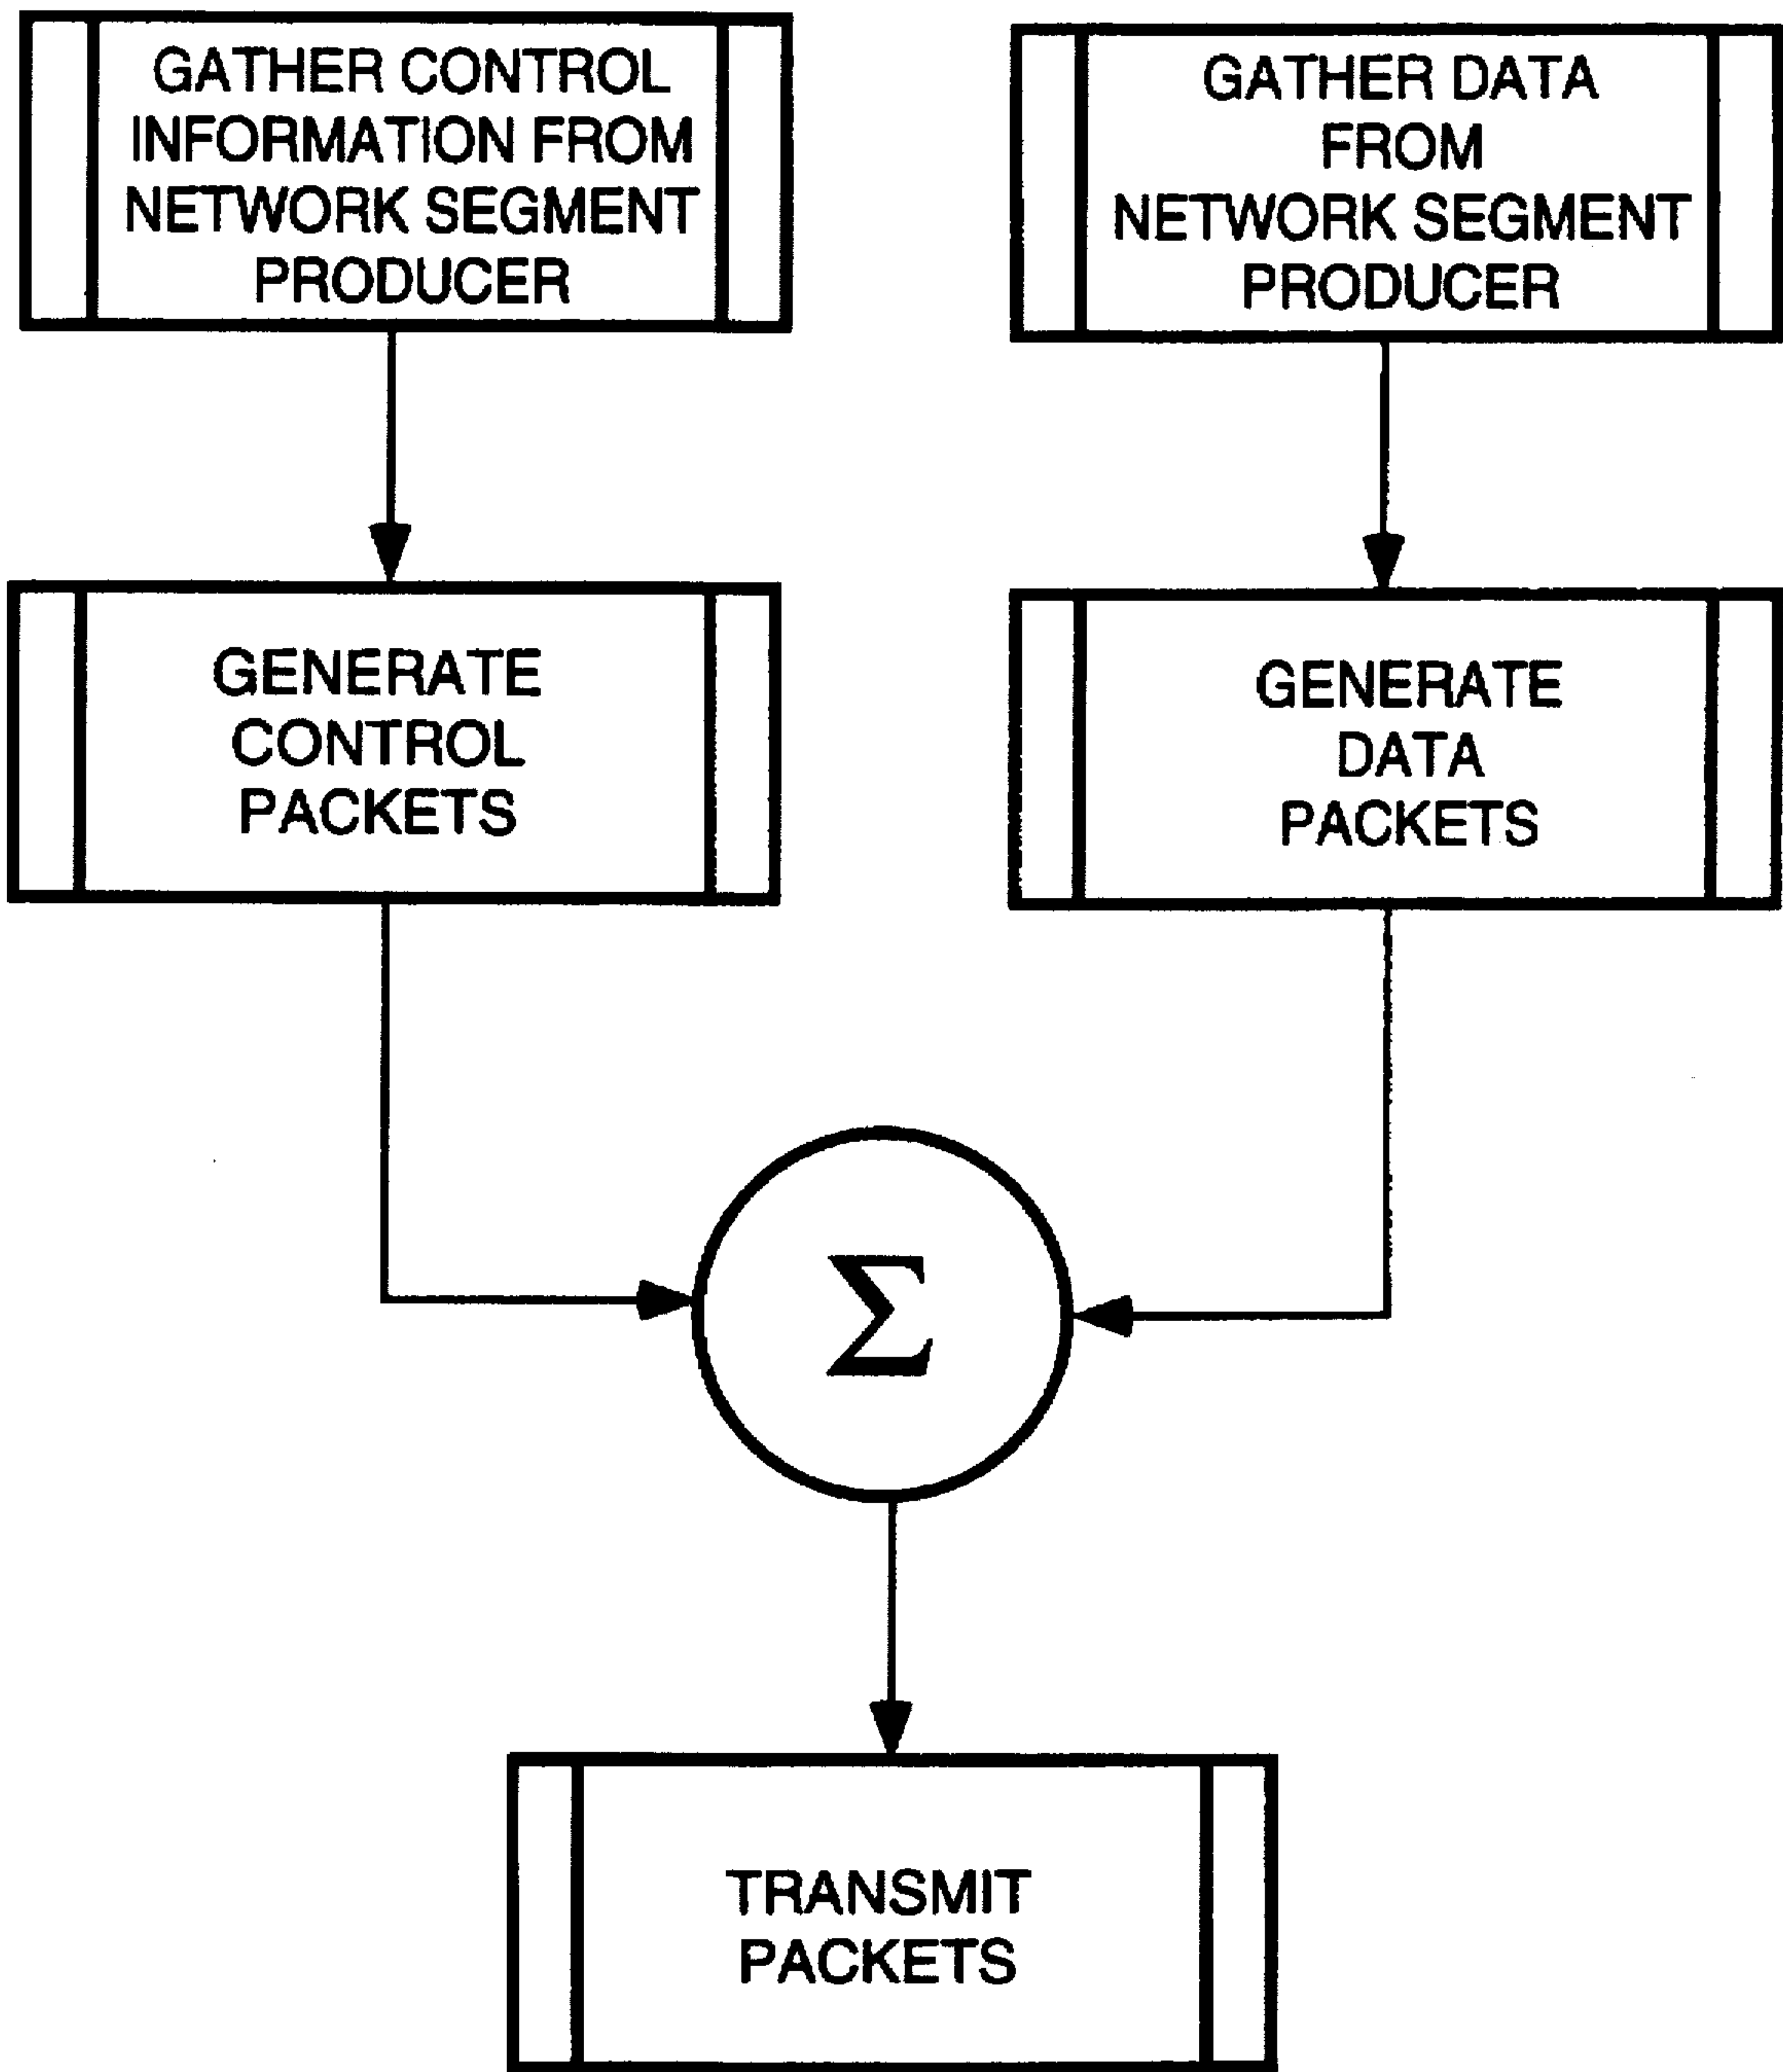 GATHER CONTROL
INFORMATION FROM
NETWORK SEGMENT
PRODUCER
GATHER DATA
FROM
NETWORK SEGMENT
PRODUCER
GENERATE
CONTROL
PACKETS
GENERATE
DATA
PACKETS
Σ
TRANSMIT
PACKETS